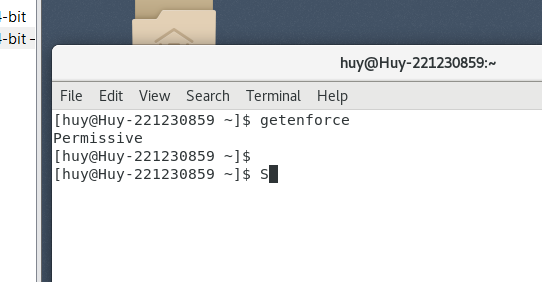 4-bit
4-bit –
huy@Huy-221230859:~
File Edit View Search Terminal Help
[huy@Huy-221230859 ~]$ getenforce
Permissive
[huy@Huy-221230859 ~]$
[huy@Huy-221230859 ~]$ S